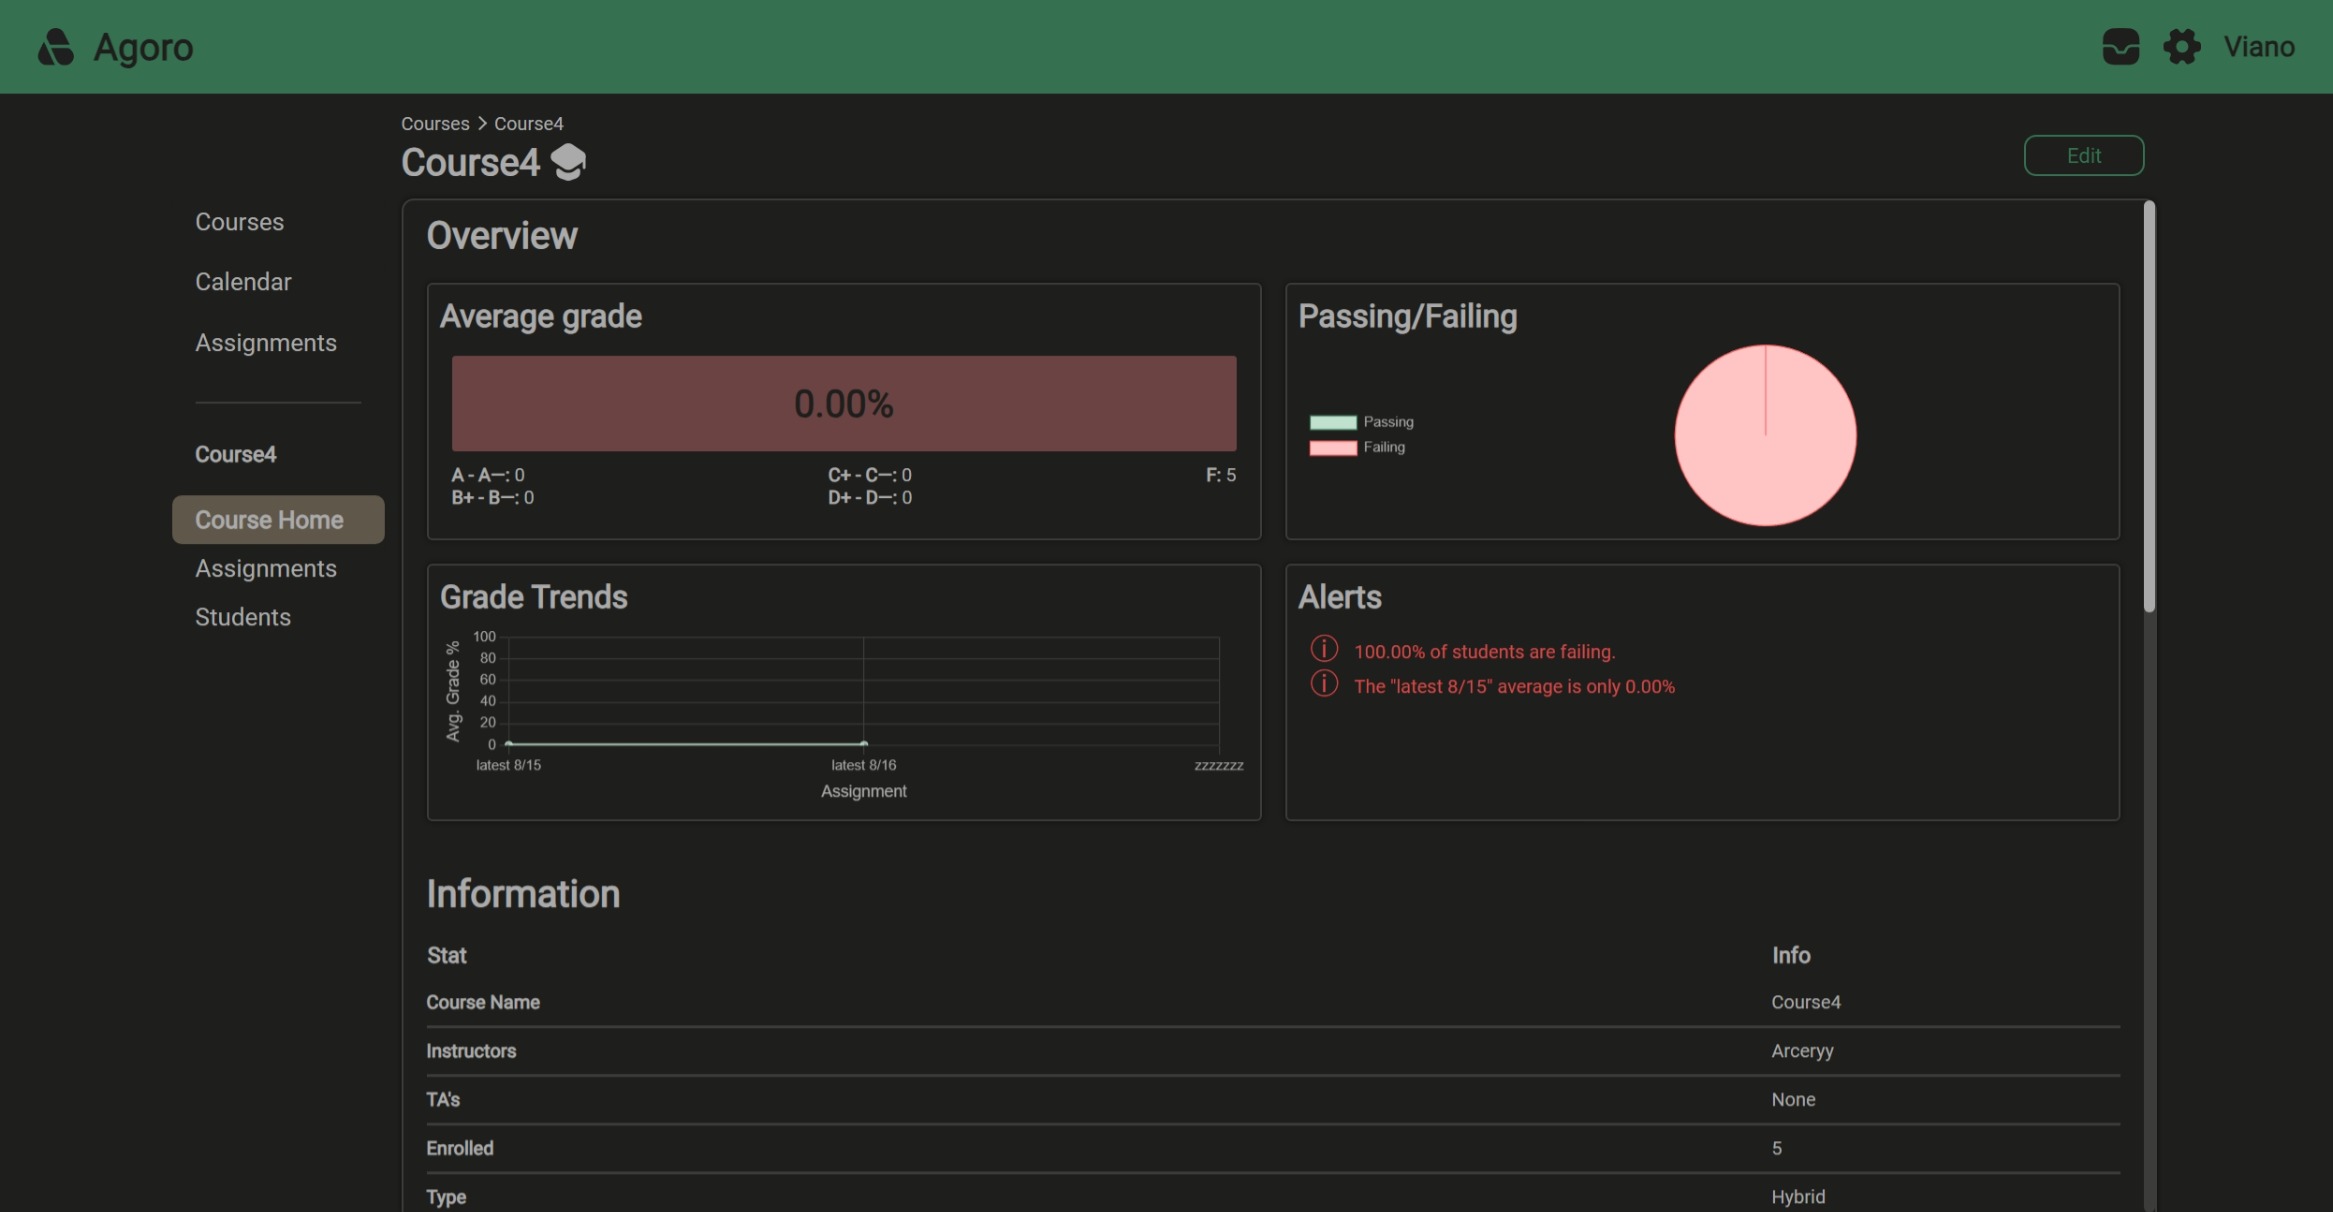 Agoro
Viano
Courses > Course4
Course4
Edit
Courses
Calendar
Assignments
Course4
Course Home
Assignments
Students
Overview
Average grade
0.00%
A - A—: 0
B+ - B—: 0
C+ - C—: 0
D+ - D—: 0
F: 5
Passing/Failing
Passing
Failing
Grade Trends
Avg. Grade %
100
80
60
40
20
0
latest 8/15
latest 8/16
zzzzzzz
Assignment
Alerts
100.00% of students are failing.
The "latest 8/15" average is only 0.00%
Information
Stat Info
Course Name Course4
Instructors Arceryy
TA's None
Enrolled 5
Type Hybrid